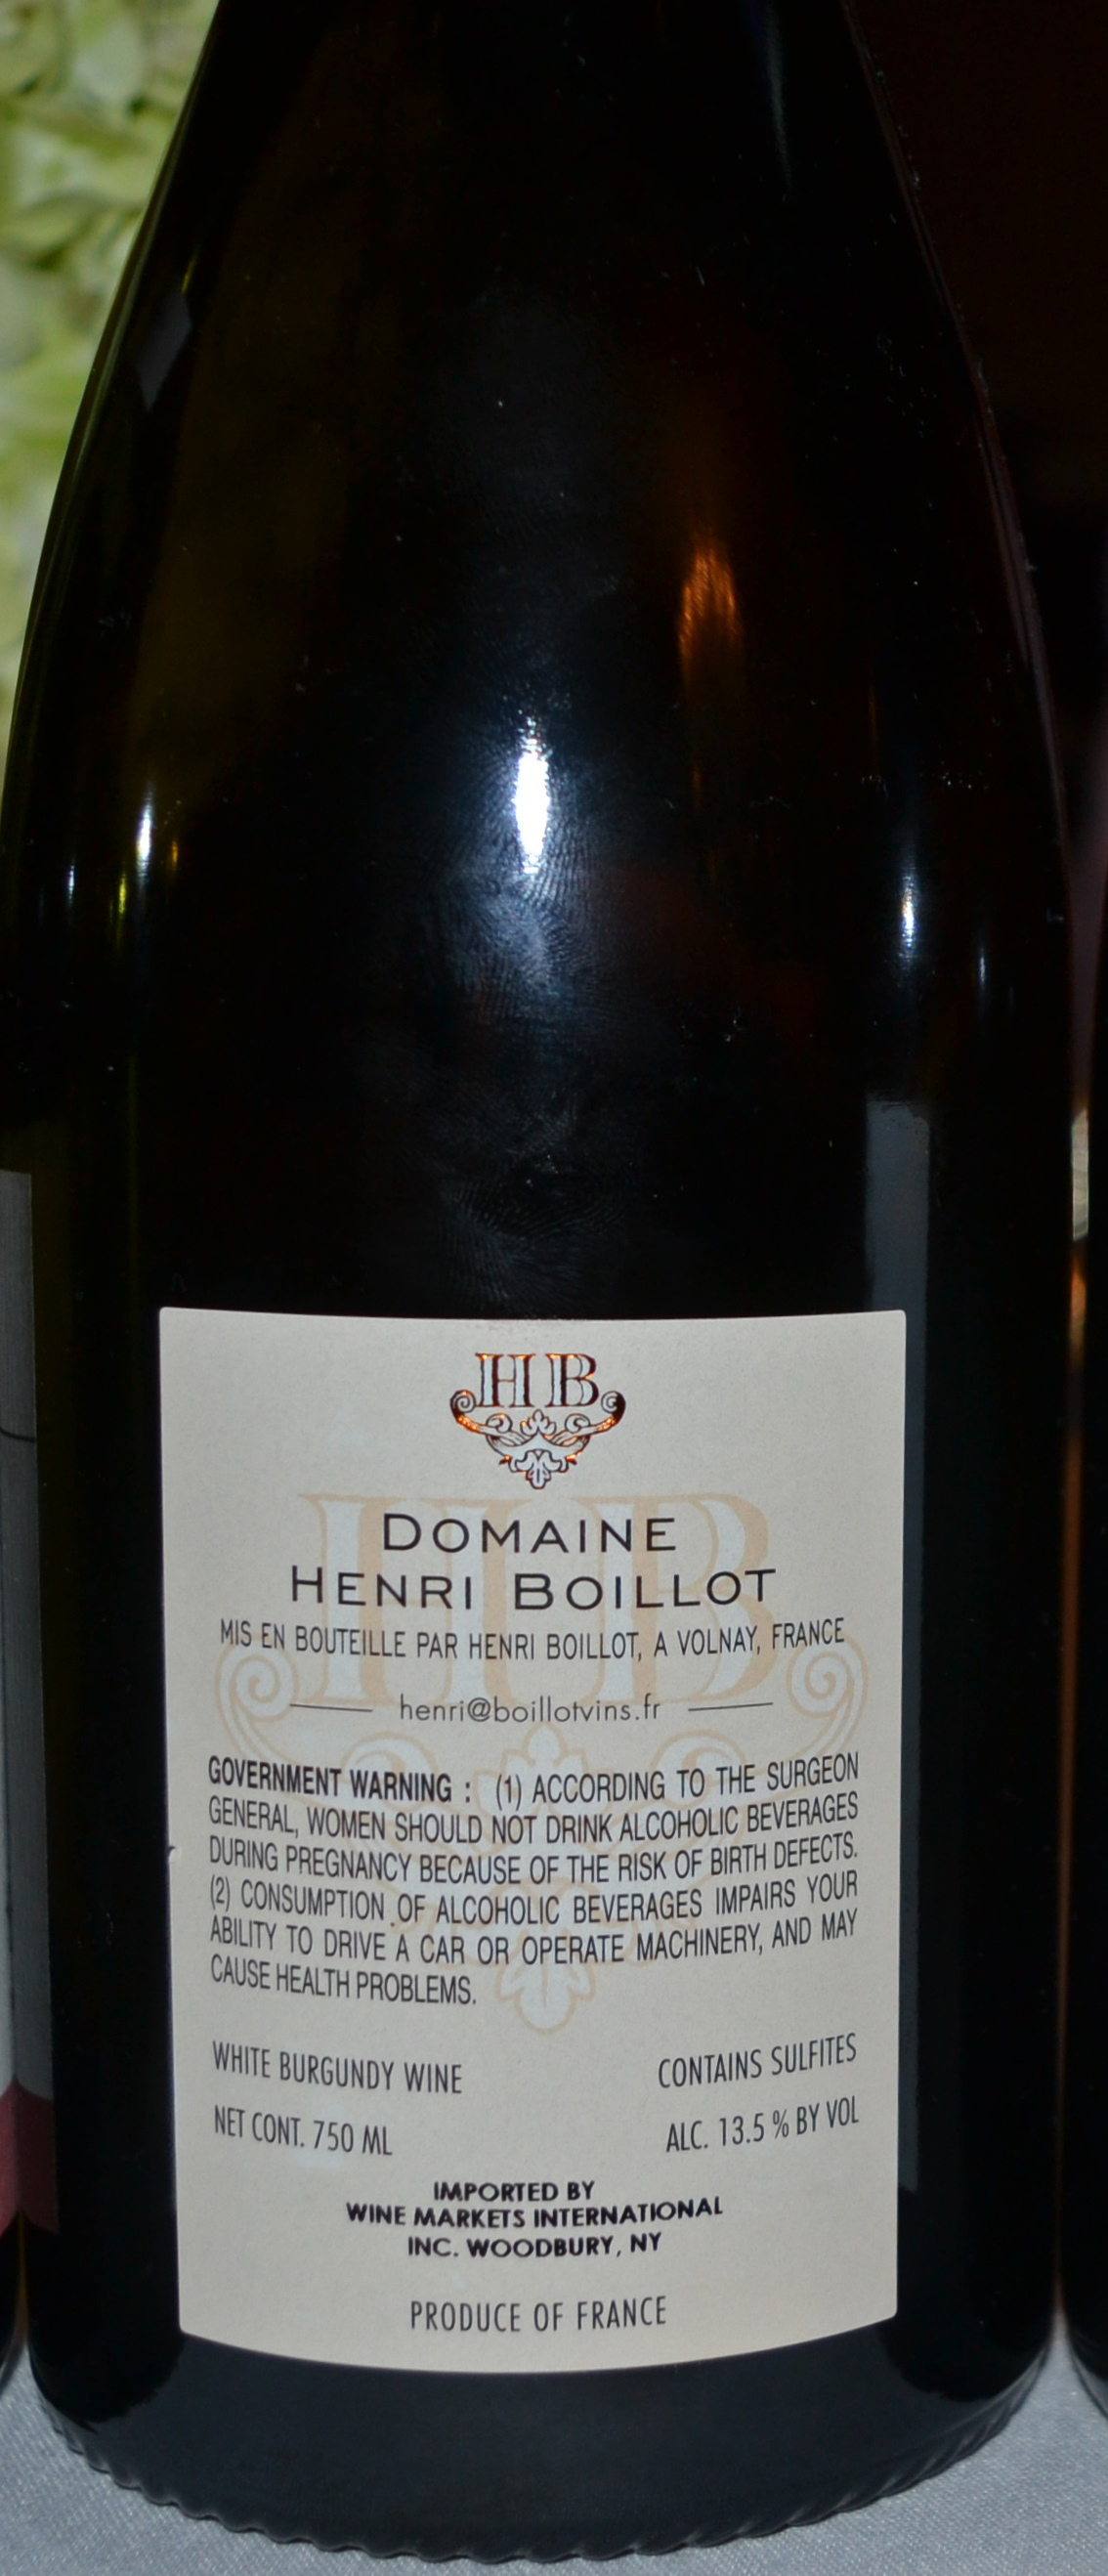 HB
DOMAINE
HENRI BOILLOT
MIS EN BOUTEILLE PAR HENRI BOILLOT, A VOLNAY, FRANCE
henri@boillotvins.fr
GOVERNMENT WARNING : (1) ACCORDING TO THE SURGEON
GENERAL, WOMEN SHOULD NOT DRINK ALCOHOLIC BEVERAGES
DURING PREGNANCY BECAUSE OF THE RISK OF BIRTH DEFECTS.
(2) CONSUMPTION OF ALCOHOLIC BEVERAGES IMPAIRS YOUR
ABILITY TO DRIVE A CAR OR OPERATE MACHINERY, AND MAY
CAUSE HEALTH PROBLEMS.
WHITE BURGUNDY WINE CONTAINS SULFITES
NET CONT. 750 ML ALC. 13.5 % BY VOL
IMPORTED BY
WINE MARKETS INTERNATIONAL
INC. WOODBURY, NY
PRODUCE OF FRANCE